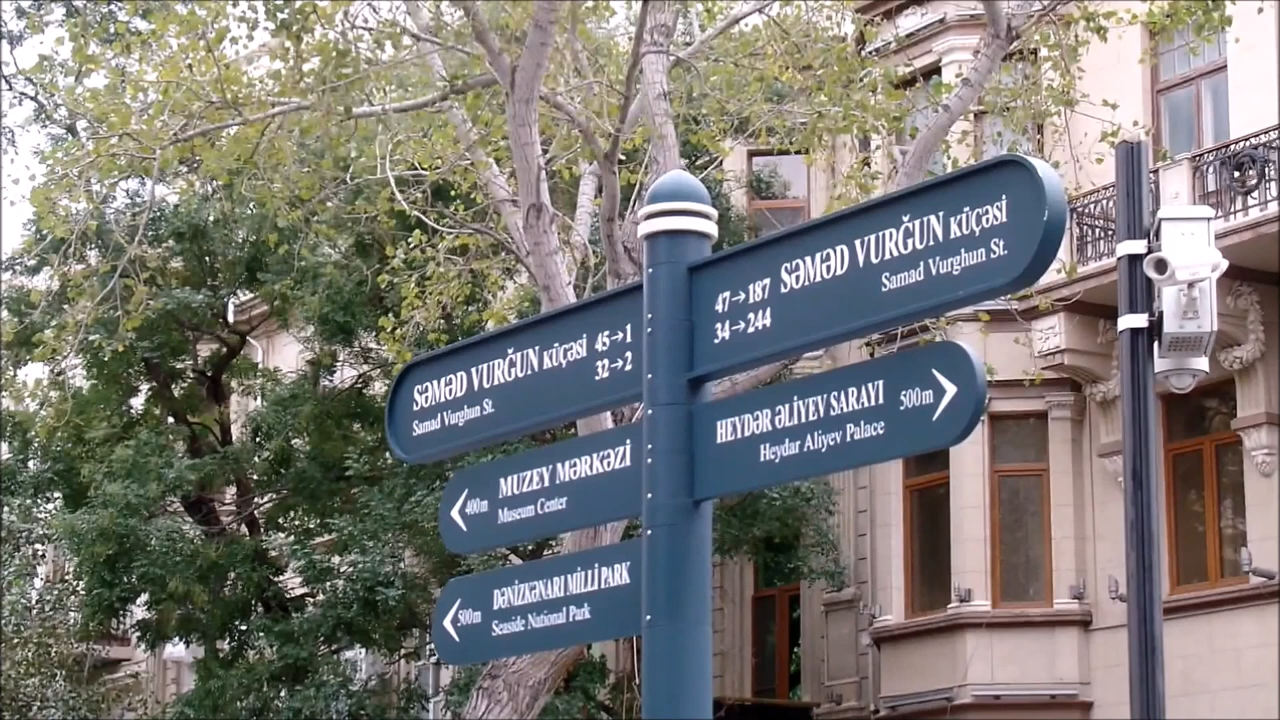 SƏMƏD VURĞUN KÜÇƏSİ 45→1
Samad Vurghun St. 32→2
400m MUZEY MƏRKƏZİ
Museum Center
500m DƏNİZKƏNARI MİLLİ PARK
Seaside National Park
47→187 SƏMƏD VURĞUN KÜÇƏSİ
34→244 Samad Vurghun St.
HEYDƏR ƏLİYEV SARAYI 500m
Heydar Aliyev Palace